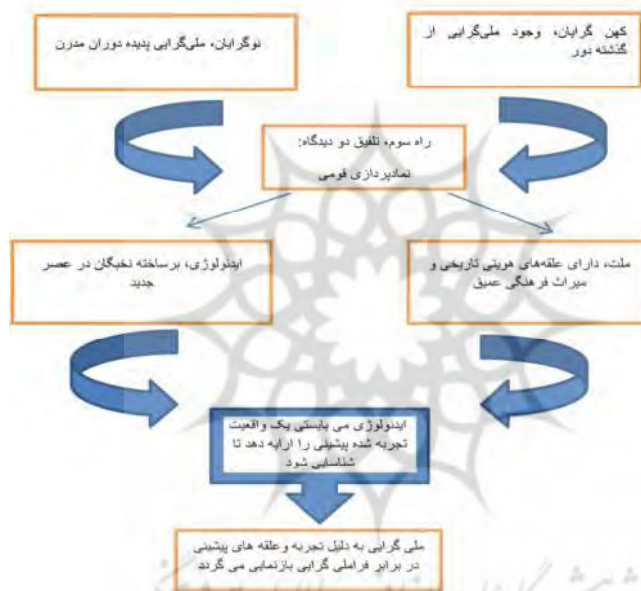 کهن گرایان، وجود ملی‌گرایی از
گذشته دور
نوگرایان، ملی‌گرایی پدیده دوران مدرن
راه سوم، تلفیق دو دیدگاه:
نمادپردازی قومی
ملت، دارای علقه‌های هویتی تاریخی و
میراث فرهنگی عمیق
ایدئولوژی، برساخته نخبگان در عصر
جدید
ایدئولوژی می بایستی یک واقعیت
تجربه شده پیشینی را ارایه دهد تا
شناسایی شود
ملی گرایی به دلیل تجربه وعلقه های پیشینی
در برابر فراملی گرایی بازنمایی می گردد